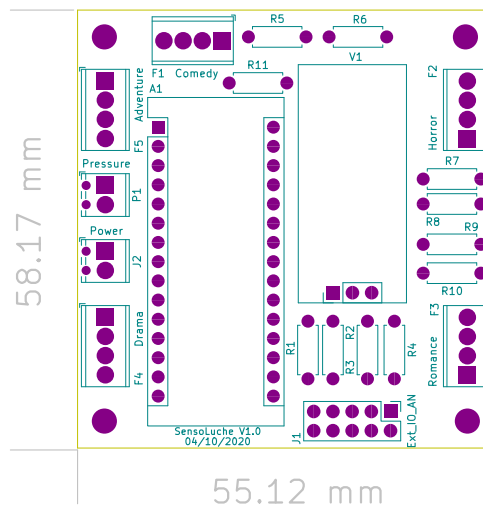 R5
R6
F1 Comedy
V1
F2
R11
A1
Adventure
Horror
F5
Pressure
R7
P1
R8
R9
Power
J2
R10
58.17 mm
Drama
F3
R1
R2
R3
R4
Romance
F4
Ext_IO_AN
J1
SensoLuche V1.0
04/10/2020
55.12 mm